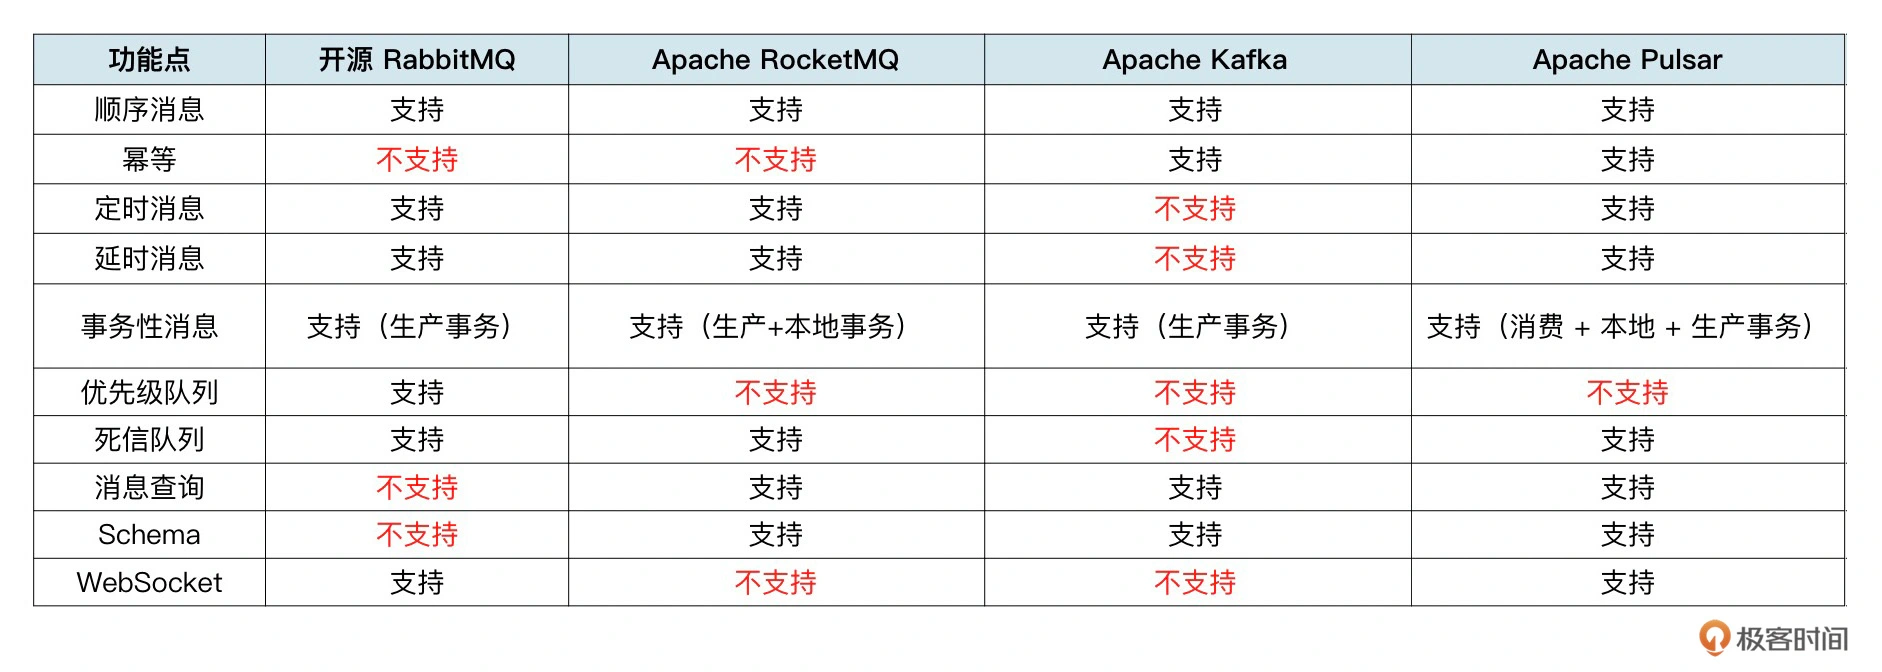 功能点 开源 RabbitMQ Apache RocketMQ Apache Kafka Apache Pulsar
顺序消息 支持 支持 支持 支持
幂等 不支持 不支持 支持 支持
定时消息 支持 支持 不支持 支持
延时消息 支持 支持 不支持 支持
事务性消息 支持（生产事务） 支持（生产+本地事务） 支持（生产事务） 支持（消费 + 本地 + 生产事务）
优先级队列 支持 不支持 不支持 不支持
死信队列 支持 支持 不支持 支持
消息查询 不支持 支持 支持 支持
Schema 不支持 支持 支持 支持
WebSocket 支持 不支持 不支持 支持
极客时间